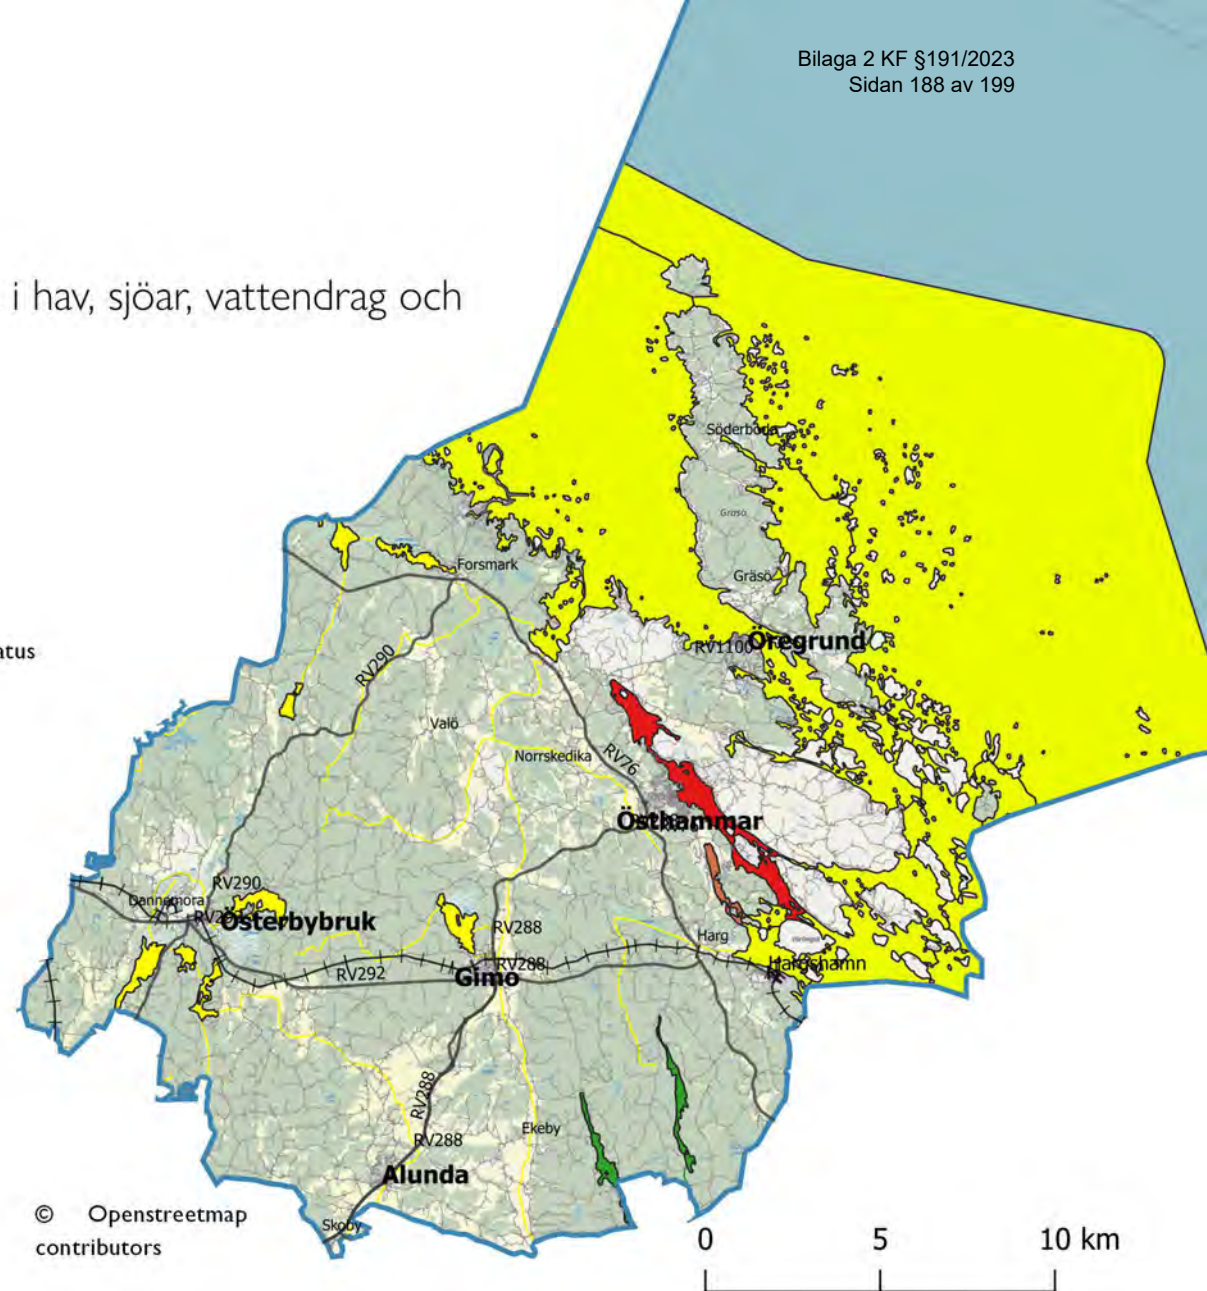 Bilaga 2 KF §191/2023
Sidan 188 av 199
i hav, sjöar, vattendrag och
Söderboda
Gräsö
Gräsö
Forsmark
Öregrund
RV1100
atus
RV290
Valö
Norrskedika
RV76
Östhammar
RV290
Dannemora
Österbybruk
RV288
Harg
RV288
Hargshamn
RV292
Gimo
RV288
Ekeby
RV288
Alunda
Skoby
© Openstreetmap
contributors
0 5 10 km